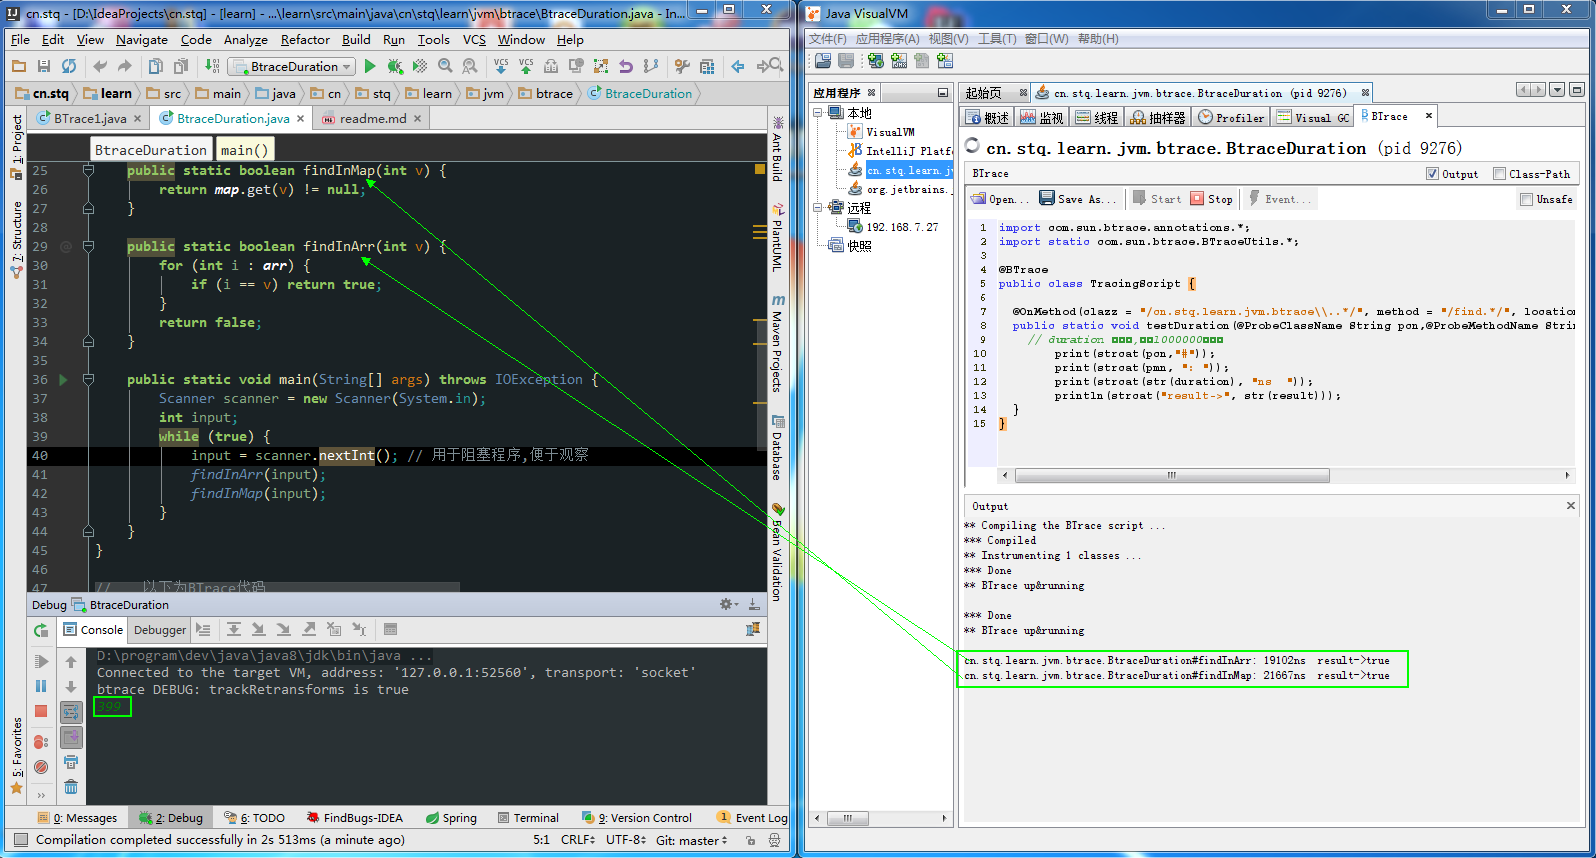 cn.stq - [D:\IdeaProjects\cn.stq] - [learn] - ...\learn\src\main\java\cn\stq\learn\jvm\btrace\BtraceDuration.java - In...
File Edit View Navigate Code Analyze Refactor Build Run Tools VCS Window Help
BtraceDuration
cn.stq learn src main java cn stq learn jvm btrace BtraceDuration
BTrace1.java BtraceDuration.java readme.md
BtraceDuration main()
1: Project
7: Structure
5: Favorites
25 public static boolean findInMap(int v) {
26 return map.get(v) != null;
27 }
28
29 public static boolean findInArr(int v) {
30 for (int i : arr) {
31 if (i == v) return true;
32 }
33 return false;
34 }
35
36 public static void main(String[] args) throws IOException {
37 Scanner scanner = new Scanner(System.in);
38 int input;
39 while (true) {
40 input = scanner.nextInt(); // 用于阻塞程序,便于观察
41 findInArr(input);
42 findInMap(input);
43 }
44 }
45 }
46
47 // 以下为BTrace代码
Ant Build
PlantUML
Maven Projects
Database
Bean Validation
Debug BtraceDuration
Console Debugger
D:\program\dev\java\java8\jdk\bin\java ...
Connected to the target VM, address: '127.0.0.1:52560', transport: 'socket'
btrace DEBUG: trackRetransforms is true
399
0: Messages 2: Debug 6: TODO FindBugs-IDEA Spring Terminal 9: Version Control 1 Event Log
Compilation completed successfully in 2s 513ms (a minute ago) 5:1 CRLF UTF-8 Git: master
Java VisualVM
文件(F) 应用程序(A) 视图(V) 工具(T) 窗口(W) 帮助(H)
应用程序
本地
VisualVM
IntelliJ Platf
cn.stq.learn.j
org.jetbrains.
远程
192.168.7.27
快照
起始页 cn.stq.learn.jvm.btrace.BtraceDuration (pid 9276)
概述 监视 线程 抽样器 Profiler Visual GC BTrace
cn.stq.learn.jvm.btrace.BtraceDuration (pid 9276)
BTrace Output Class-Path
Open... Save As... Start Stop Event... Unsafe
1 import com.sun.btrace.annotations.*;
2 import static com.sun.btrace.BTraceUtils.*;
3
4 @BTrace
5 public class TracingScript {
6
7 @OnMethod(clazz = "/cn.stq.learn.jvm.btrace\\..*/", method = "/find.*/", location
8 public static void testDuration(@ProbeClassName String pcn,@ProbeMethodName Strin
9 // duration □□□,□□1000000□□□
10 print(strcat(pcn,"#"));
11 print(strcat(pmn, ": "));
12 print(strcat(str(duration), "ns  "));
13 println(strcat("result->", str(result)));
14 }
15 }
Output
** Compiling the BTrace script ...
*** Compiled
** Instrumenting 1 classes ...
*** Done
** BTrace up&running
*** Done
** BTrace up&running
cn.stq.learn.jvm.btrace.BtraceDuration#findInArr: 19102ns  result->true
cn.stq.learn.jvm.btrace.BtraceDuration#findInMap: 21667ns  result->true